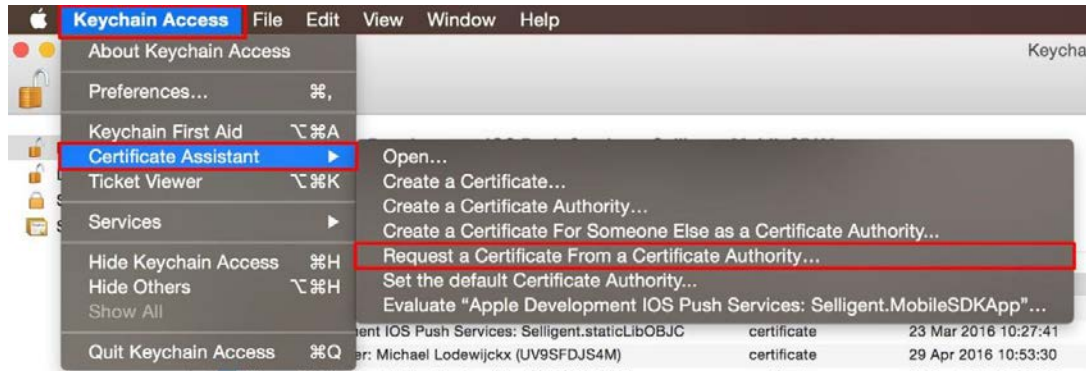 Keychain Access File Edit View Window Help
About Keychain Access
Keycha
Preferences... ⌘,
Keychain First Aid ⌥⌘A
Certificate Assistant ▶
Open...
Ticket Viewer ⌥⌘K
Create a Certificate...
Create a Certificate Authority...
Services ▶
Create a Certificate For Someone Else as a Certificate Authority...
Hide Keychain Access ⌘H
Request a Certificate From a Certificate Authority...
Hide Others ⌥⌘H
Set the default Certificate Authority...
Show All
Evaluate “Apple Development IOS Push Services: Selligent.MobileSDKApp”...
ent IOS Push Services: Selligent.staticLibOBJC certificate 23 Mar 2016 10:27:41
Quit Keychain Access ⌘Q
er: Michael Lodewijckx (UV9SFDJS4M) certificate 29 Apr 2016 10:53:30